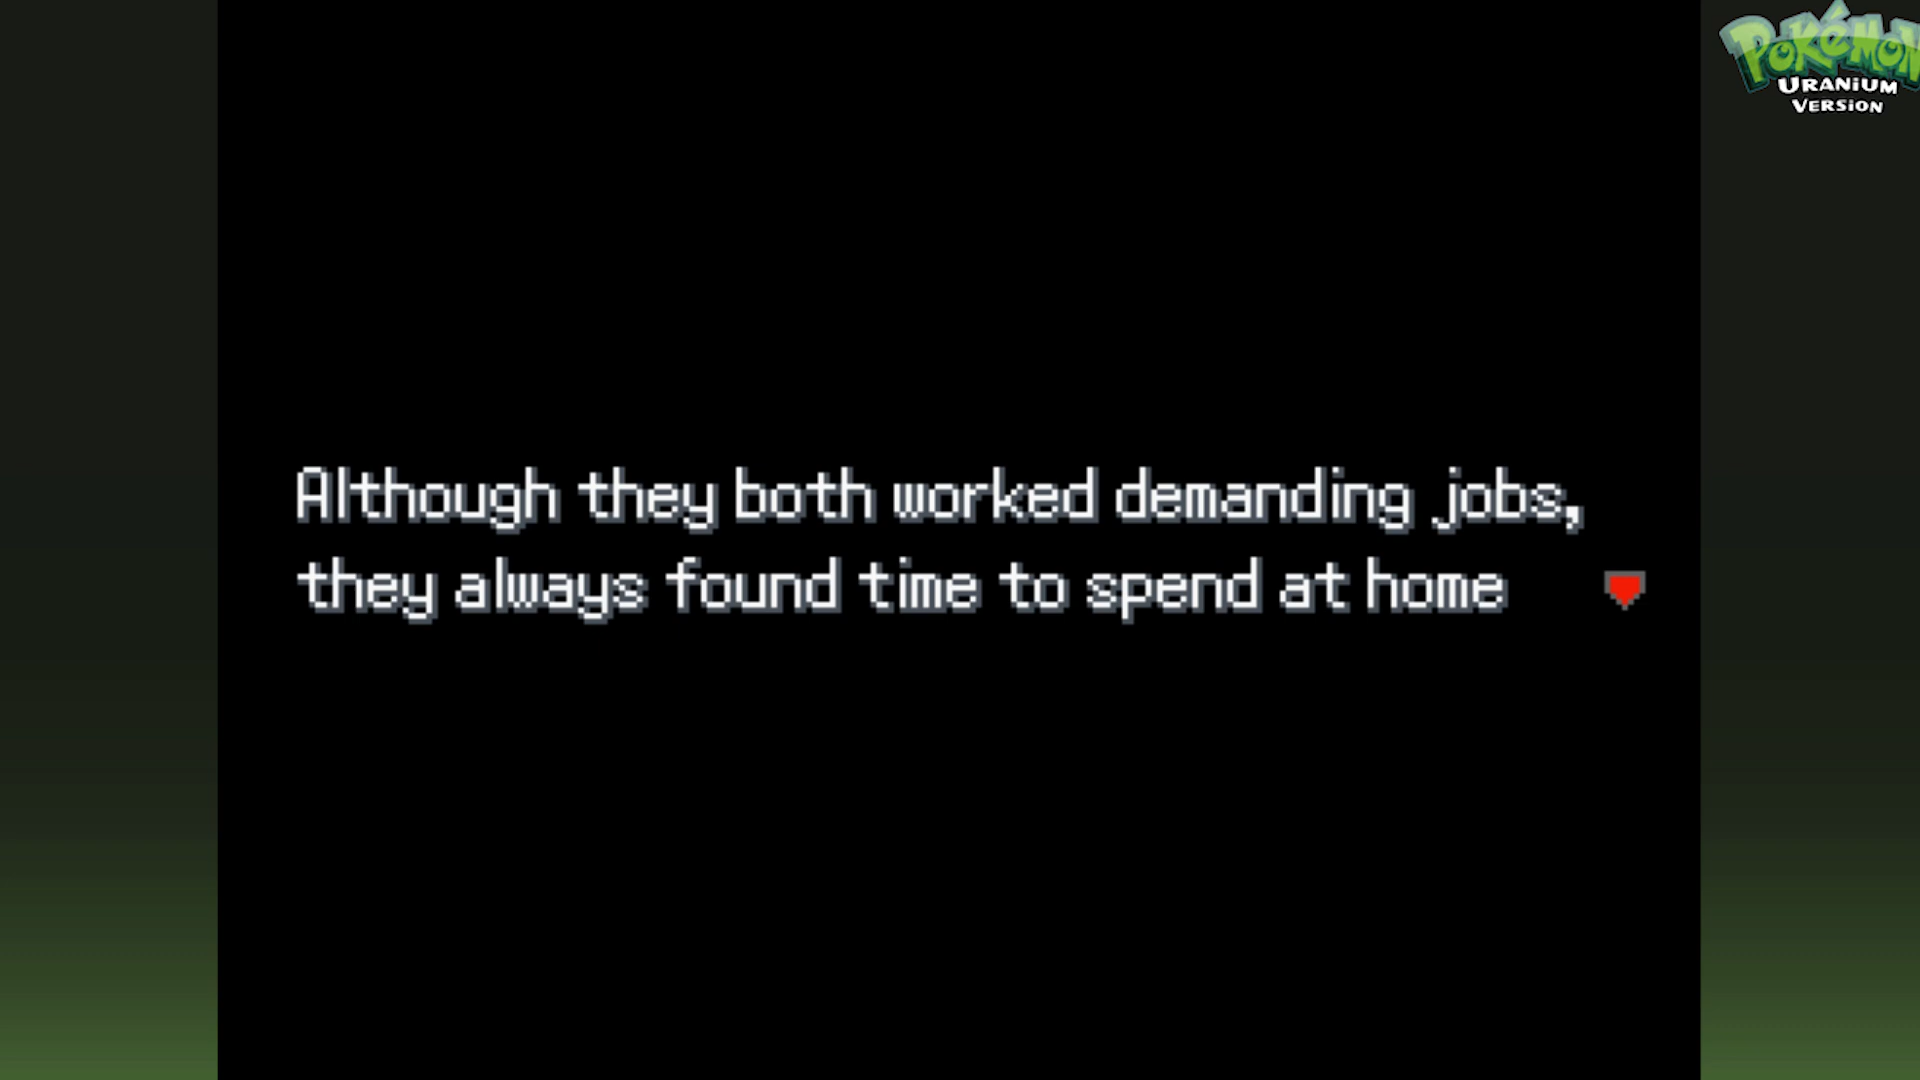 POKéMON
URANiUM
VERSiON
Although they both worked demanding jobs,
they always found time to spend at home